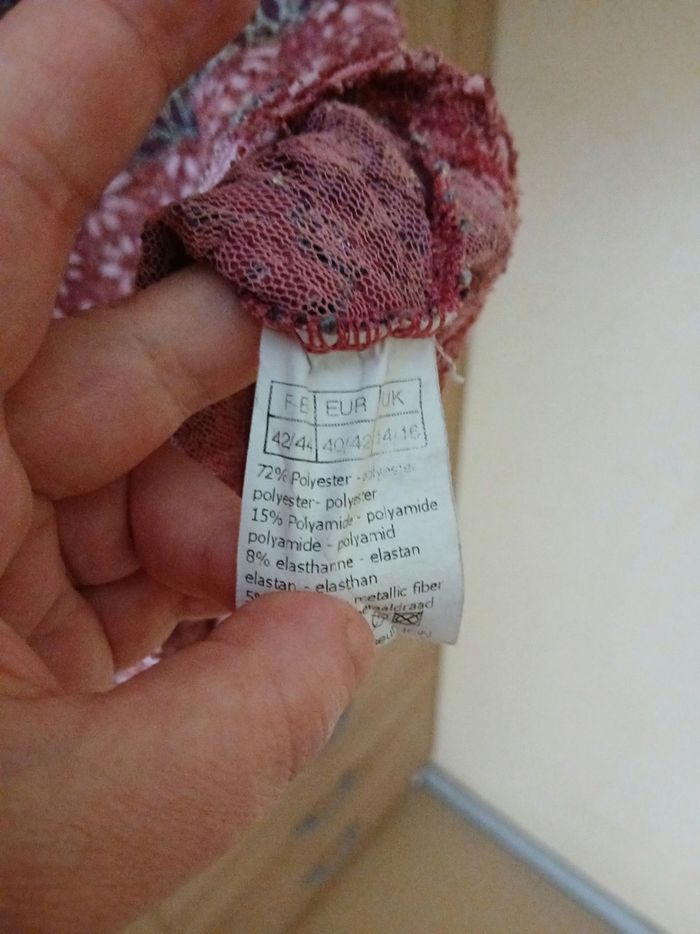 F-E EUR UK
42/44 40/42 14/16
72% Polyester - polyester
polyester- polyester
15% Polyamide - polyamide
polyamide - polyamid
8% elasthanne - elastan
elastan - elasthan
metallic fiber